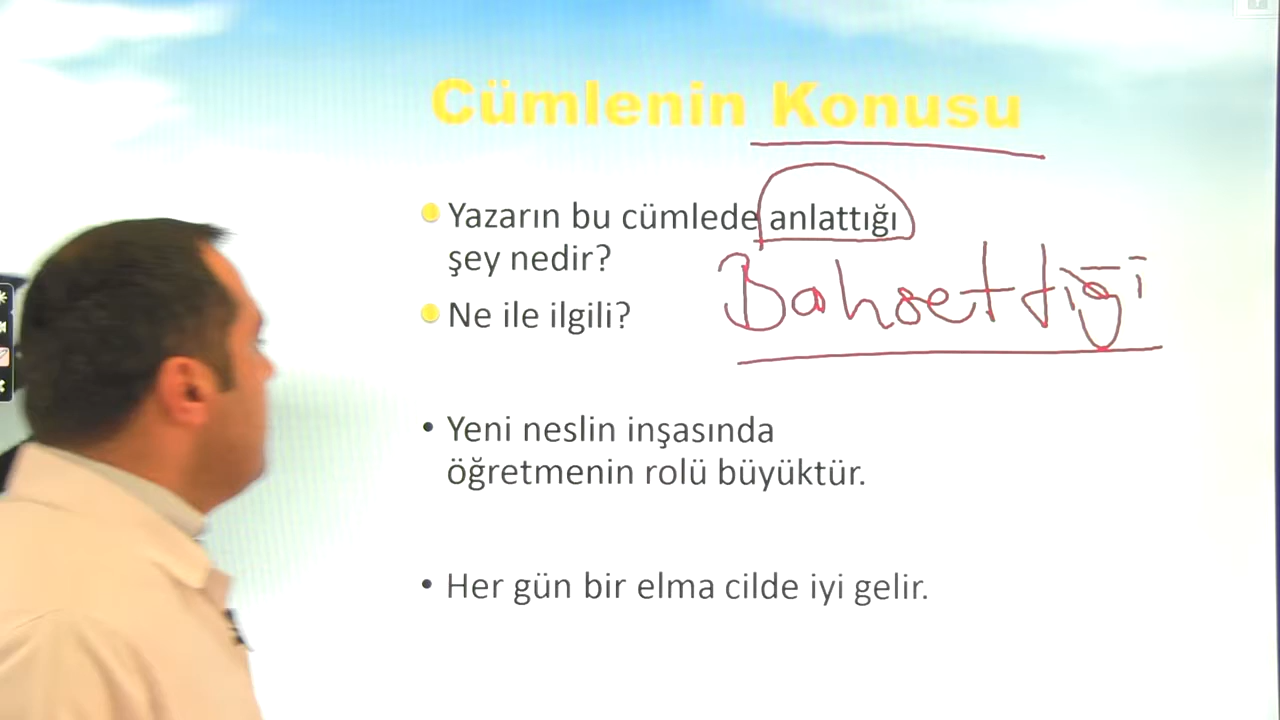 Cümlenin Konusu
Yazarın bu cümlede anlattığı
şey nedir?
Bahsettiği
Ne ile ilgili?
Yeni neslin inşasında
öğretmenin rolü büyüktür.
Her gün bir elma cilde iyi gelir.